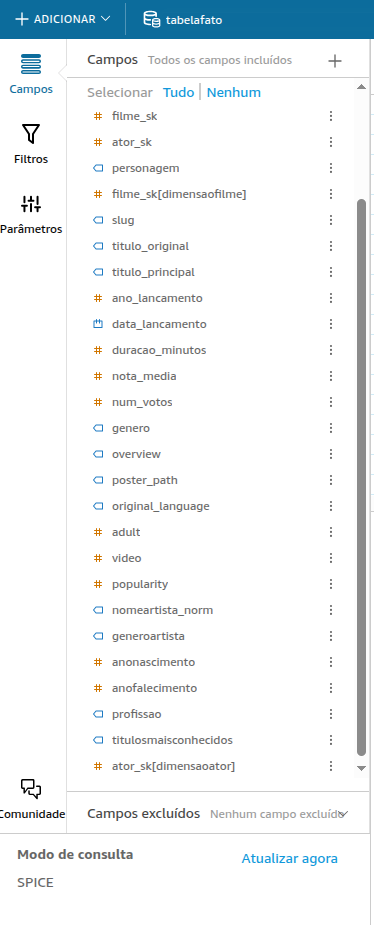 ADICIONAR
tabelafato
Campos
Filtros
Parâmetros
Comunidade
Campos Todos os campos incluídos
Selecionar Tudo | Nenhum
filme_sk
ator_sk
personagem
filme_sk[dimensaofilme]
slug
titulo_original
titulo_principal
ano_lancamento
data_lancamento
duracao_minutos
nota_media
num_votos
genero
overview
poster_path
original_language
adult
video
popularity
nomeartista_norm
generoartista
anonascimento
anofalecimento
profissao
titulosmaisconhecidos
ator_sk[dimensaoator]
Campos excluídos Nenhum campo excluído
Modo de consulta Atualizar agora
SPICE